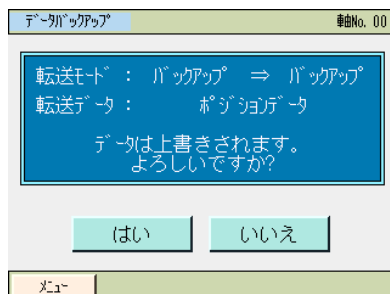 ﾃﾞｰﾀﾊﾞｯｸｱｯﾌﾟ 軸No. 00
転送ﾓｰﾄﾞ : ﾊﾞｯｸｱｯﾌﾟ ⇒ ﾊﾞｯｸｱｯﾌﾟ
転送ﾃﾞｰﾀ : ﾎﾟｼﾞｼｮﾝﾃﾞｰﾀ
ﾃﾞｰﾀは上書きされます。
よろしいですか?
はい いいえ
ﾒﾆｭｰ